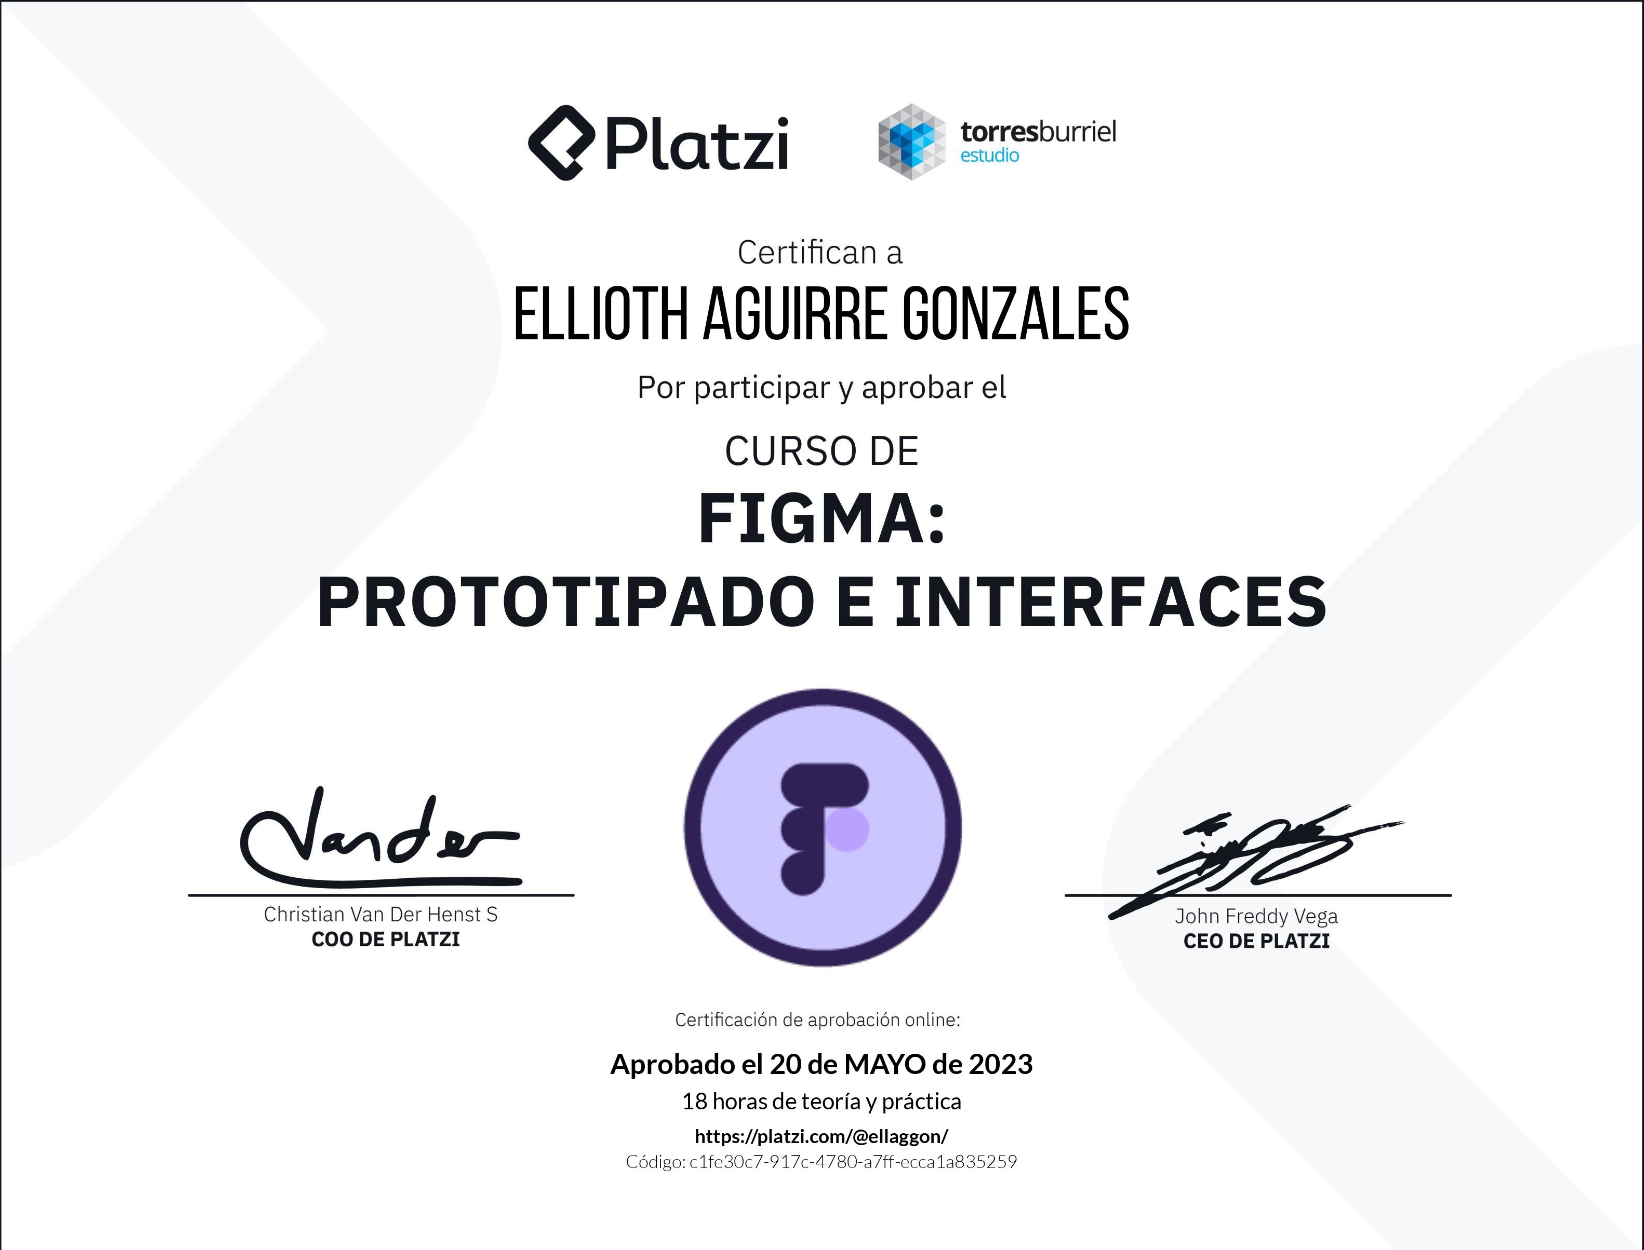 Platzi
torresburriel
estudio
Certifican a
ELLIOTH AGUIRRE GONZALES
Por participar y aprobar el
CURSO DE
FIGMA:
PROTOTIPADO E INTERFACES
Vander
Christian Van Der Henst S
COO DE PLATZI
John Freddy Vega
CEO DE PLATZI
Certificación de aprobación online:
Aprobado el 20 de MAYO de 2023
18 horas de teoría y práctica
https://platzi.com/@ellaggon/
Código: c1fe30c7-917c-4780-a7ff-ecca1a835259